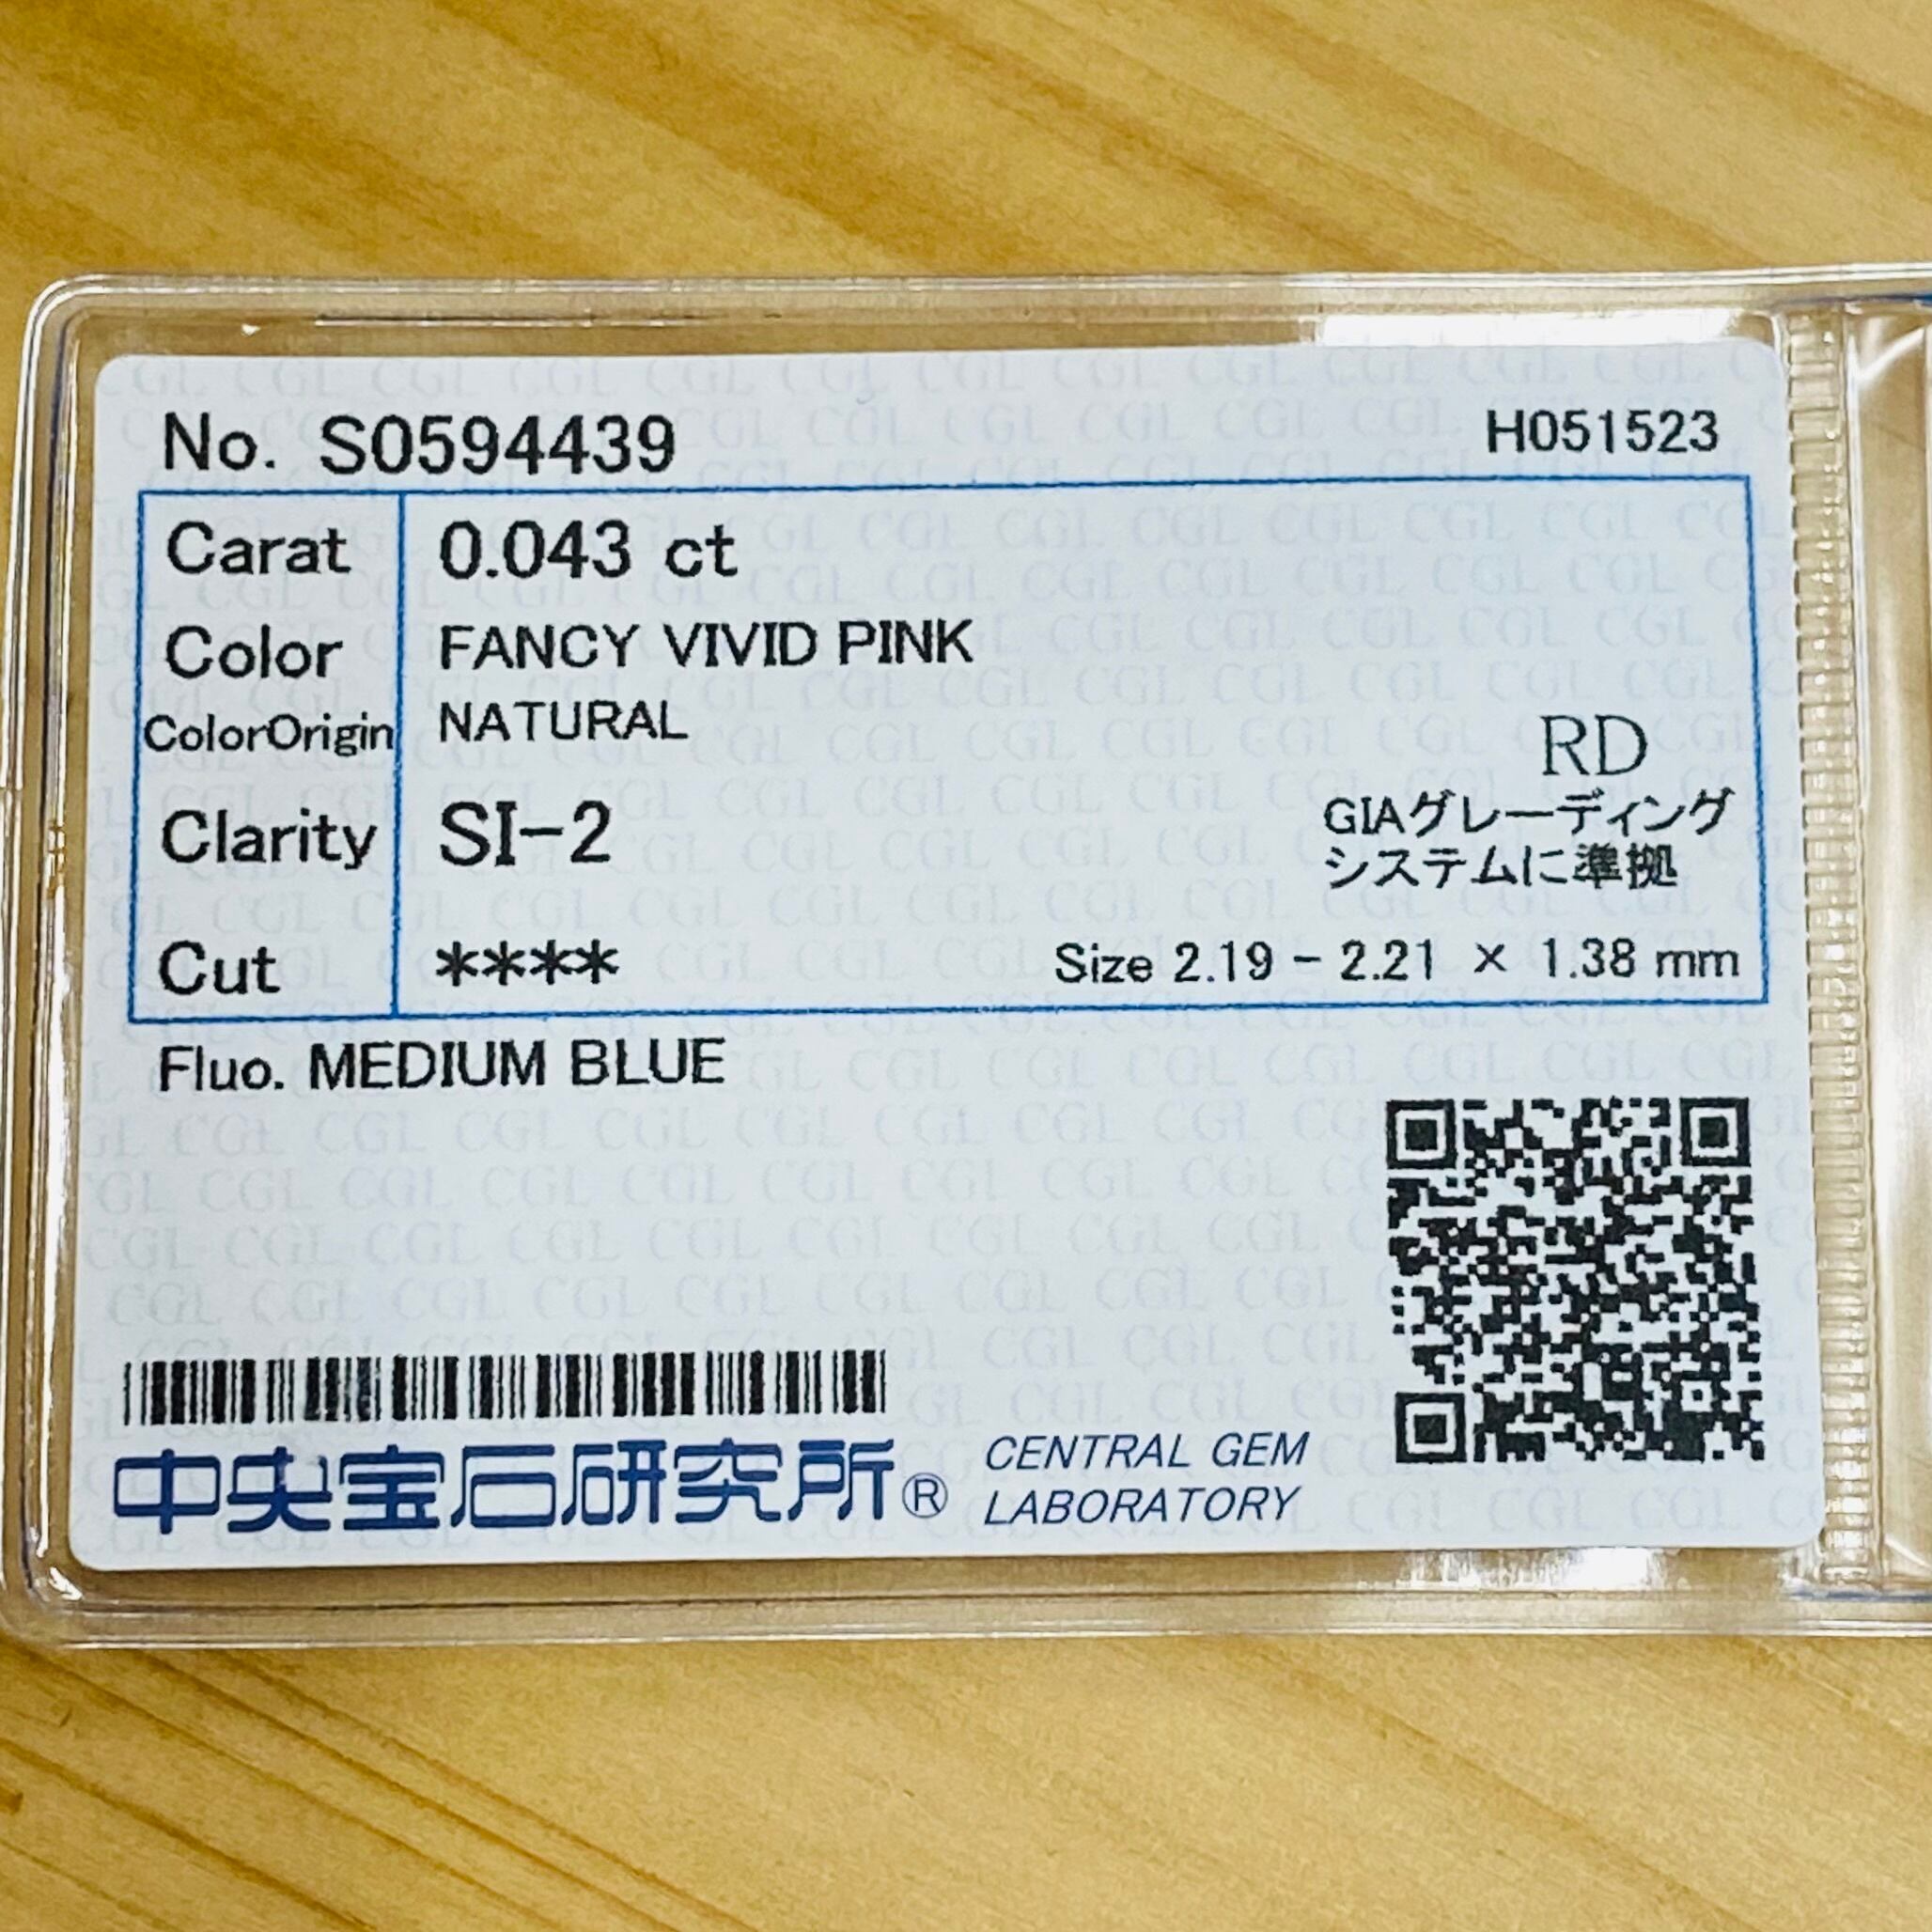 No. S0594439 H051523
Carat 0.043 ct
Color FANCY VIVID PINK
ColorOrigin NATURAL
RD
Clarity SI-2
GIAグレーディング
システムに準拠
Cut **** Size 2.19 - 2.21 × 1.38 mm
Fluo. MEDIUM BLUE
中央宝石研究所® CENTRAL GEM
LABORATORY